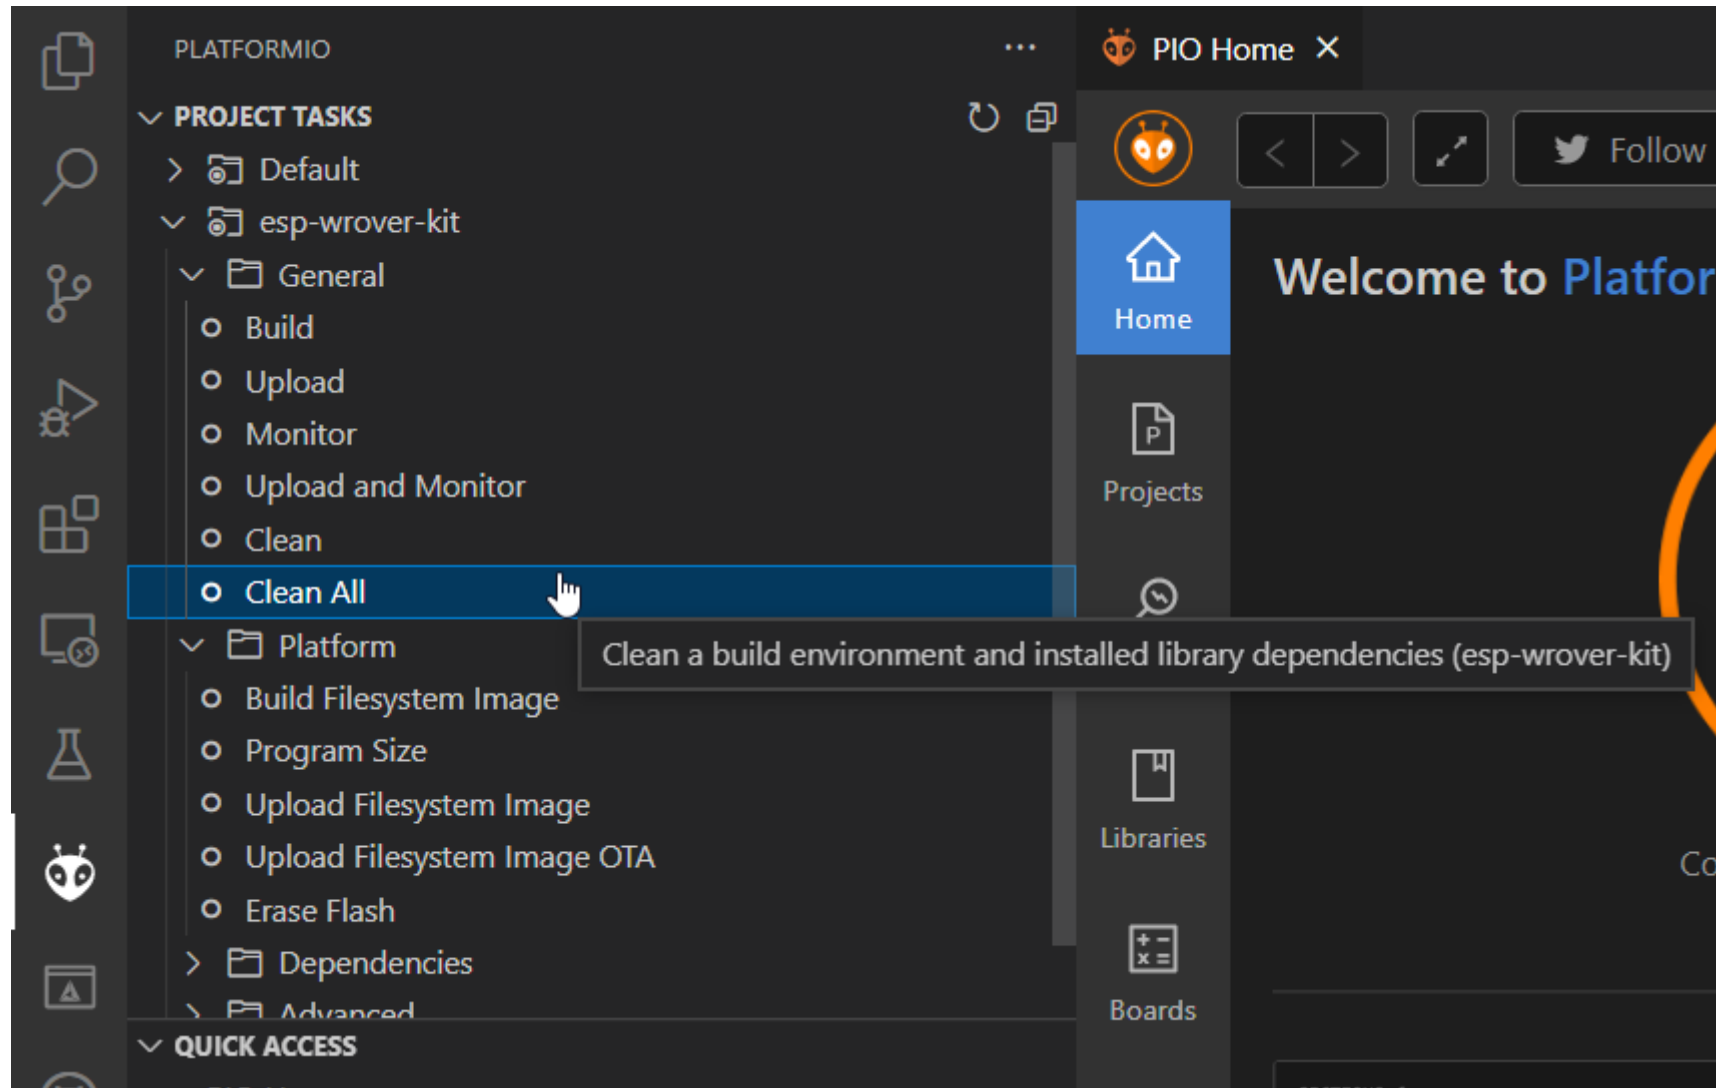 PLATFORMIO
PROJECT TASKS
Default
esp-wrover-kit
General
Build
Upload
Monitor
Upload and Monitor
Clean
Clean All
Clean a build environment and installed library dependencies (esp-wrover-kit)
Platform
Build Filesystem Image
Program Size
Upload Filesystem Image
Upload Filesystem Image OTA
Erase Flash
Dependencies
Advanced
QUICK ACCESS
PIO Home
Follow
Welcome to Platfor
Home
Projects
Libraries
Co
Boards